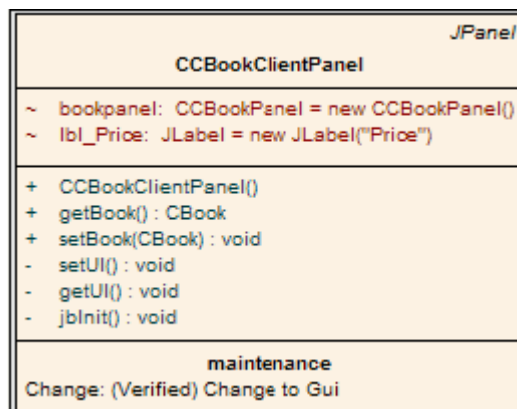 JPanel
CCBookClientPanel
~ bookpanel: CCBookPanel = new CCBookPanel()
~ lbl_Price: JLabel = new JLabel("Price")
+ CCBookClientPanel()
+ getBook() : CBook
+ setBook(CBook) : void
- setUI() : void
- getUI() : void
- jbInit() : void
maintenance
Change: (Verified) Change to Gui